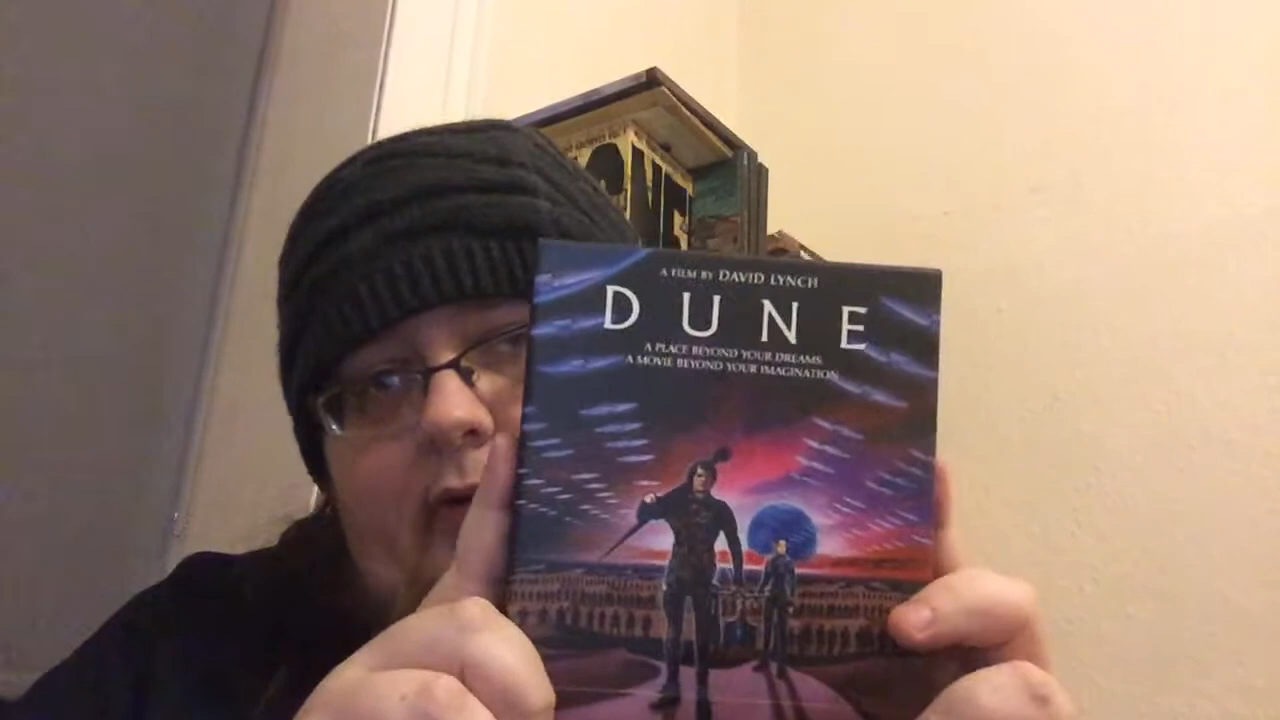 A FILM BY DAVID LYNCH
DUNE
A PLACE BEYOND YOUR DREAMS.
A MOVIE BEYOND YOUR IMAGINATION.